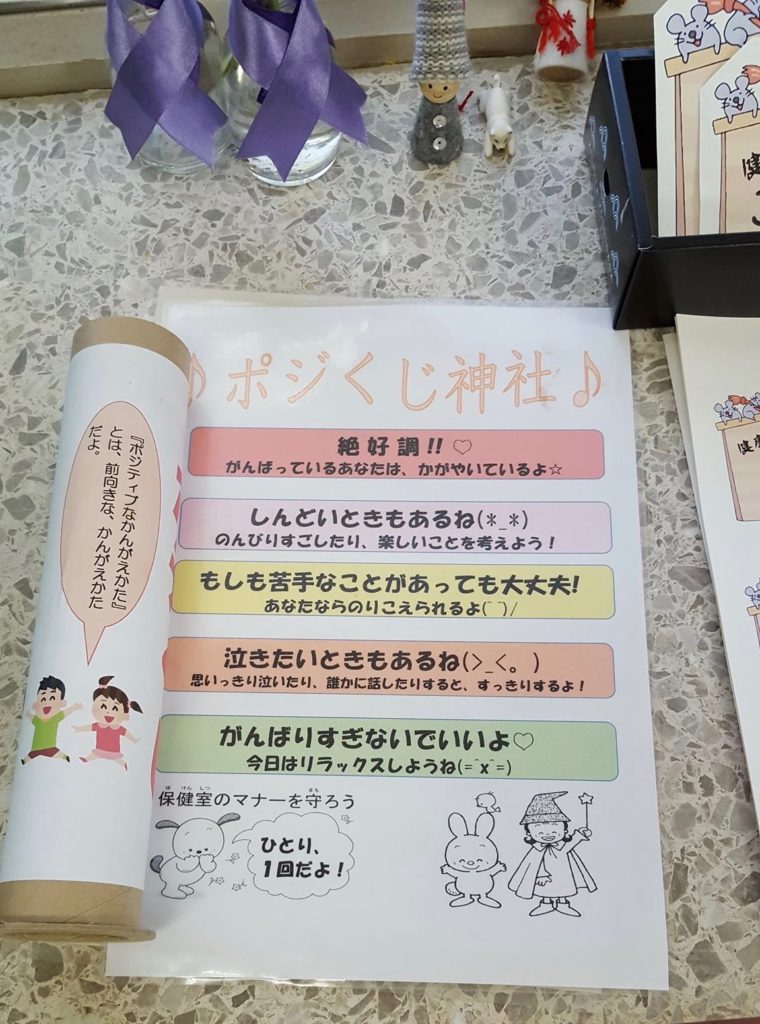 ♪ポジくじ神社♪
絶好調!! ♡
がんばっているあなたは、かがやいているよ☆
しんどいときもあるね(*_*)
のんびりすごしたり、楽しいことを考えよう！
もしも苦手なことがあっても大丈夫!
あなたならのりこえられるよ(^^)/
泣きたいときもあるね(>_<。)
思いっきり泣いたり、誰かに話したりすると、すっきりするよ！
がんばりすぎないでいいよ♡
今日はリラックスしようね(=^x^=)
ほけんしつ まも
保健室のマナーを守ろう
ひとり、
1回だよ！
『ポジティブなかんがえかた』
とは、前向きな、かんがえかた
だよ。
健